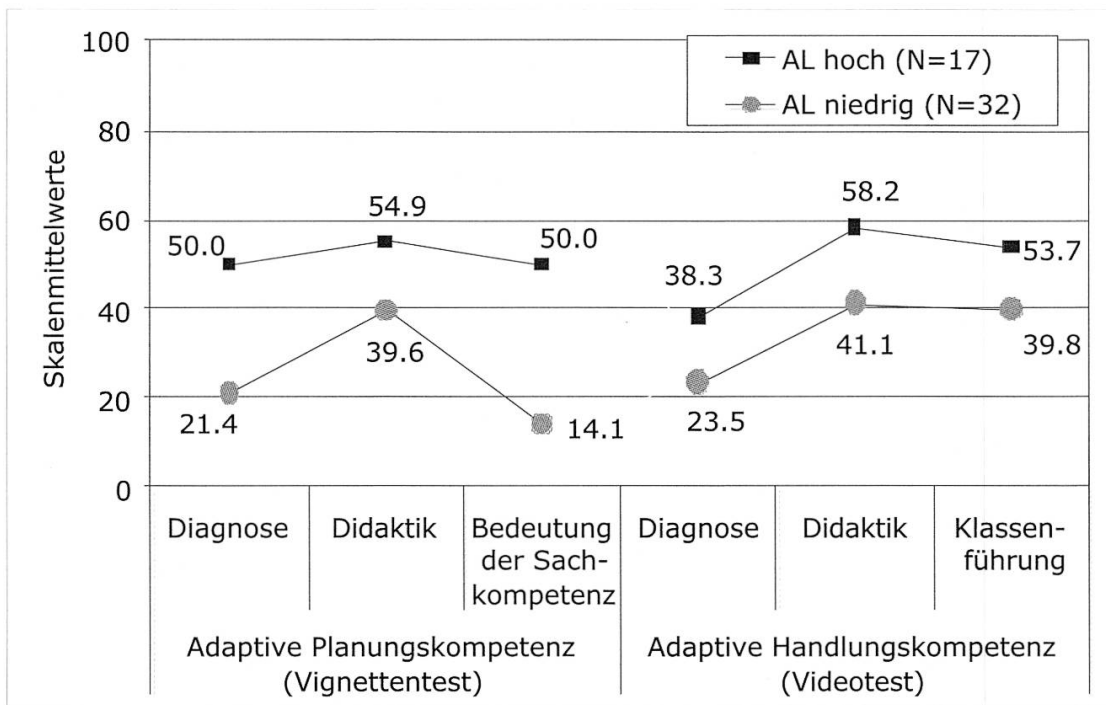 100
80
60
40
20
0
Skalenmittelwerte
AL hoch (N=17)
AL niedrig (N=32)
50.0
54.9
50.0
38.3
58.2
53.7
21.4
39.6
14.1
23.5
41.1
39.8
Diagnose
Didaktik
Bedeutung
der Sach-
kompetenz
Diagnose
Didaktik
Klassen-
führung
Adaptive Planungskompetenz
(Vignettentest)
Adaptive Handlungskompetenz
(Videotest)